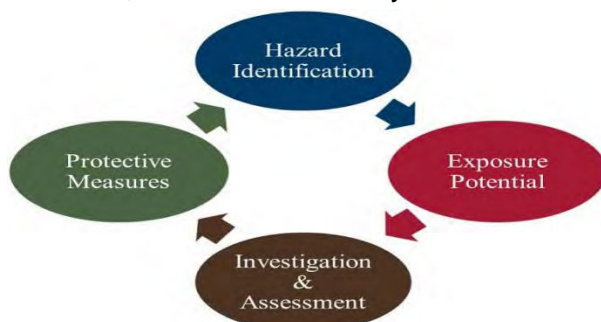 Hazard
Identification
Exposure
Potential
Investigation
&
Assessment
Protective
Measures